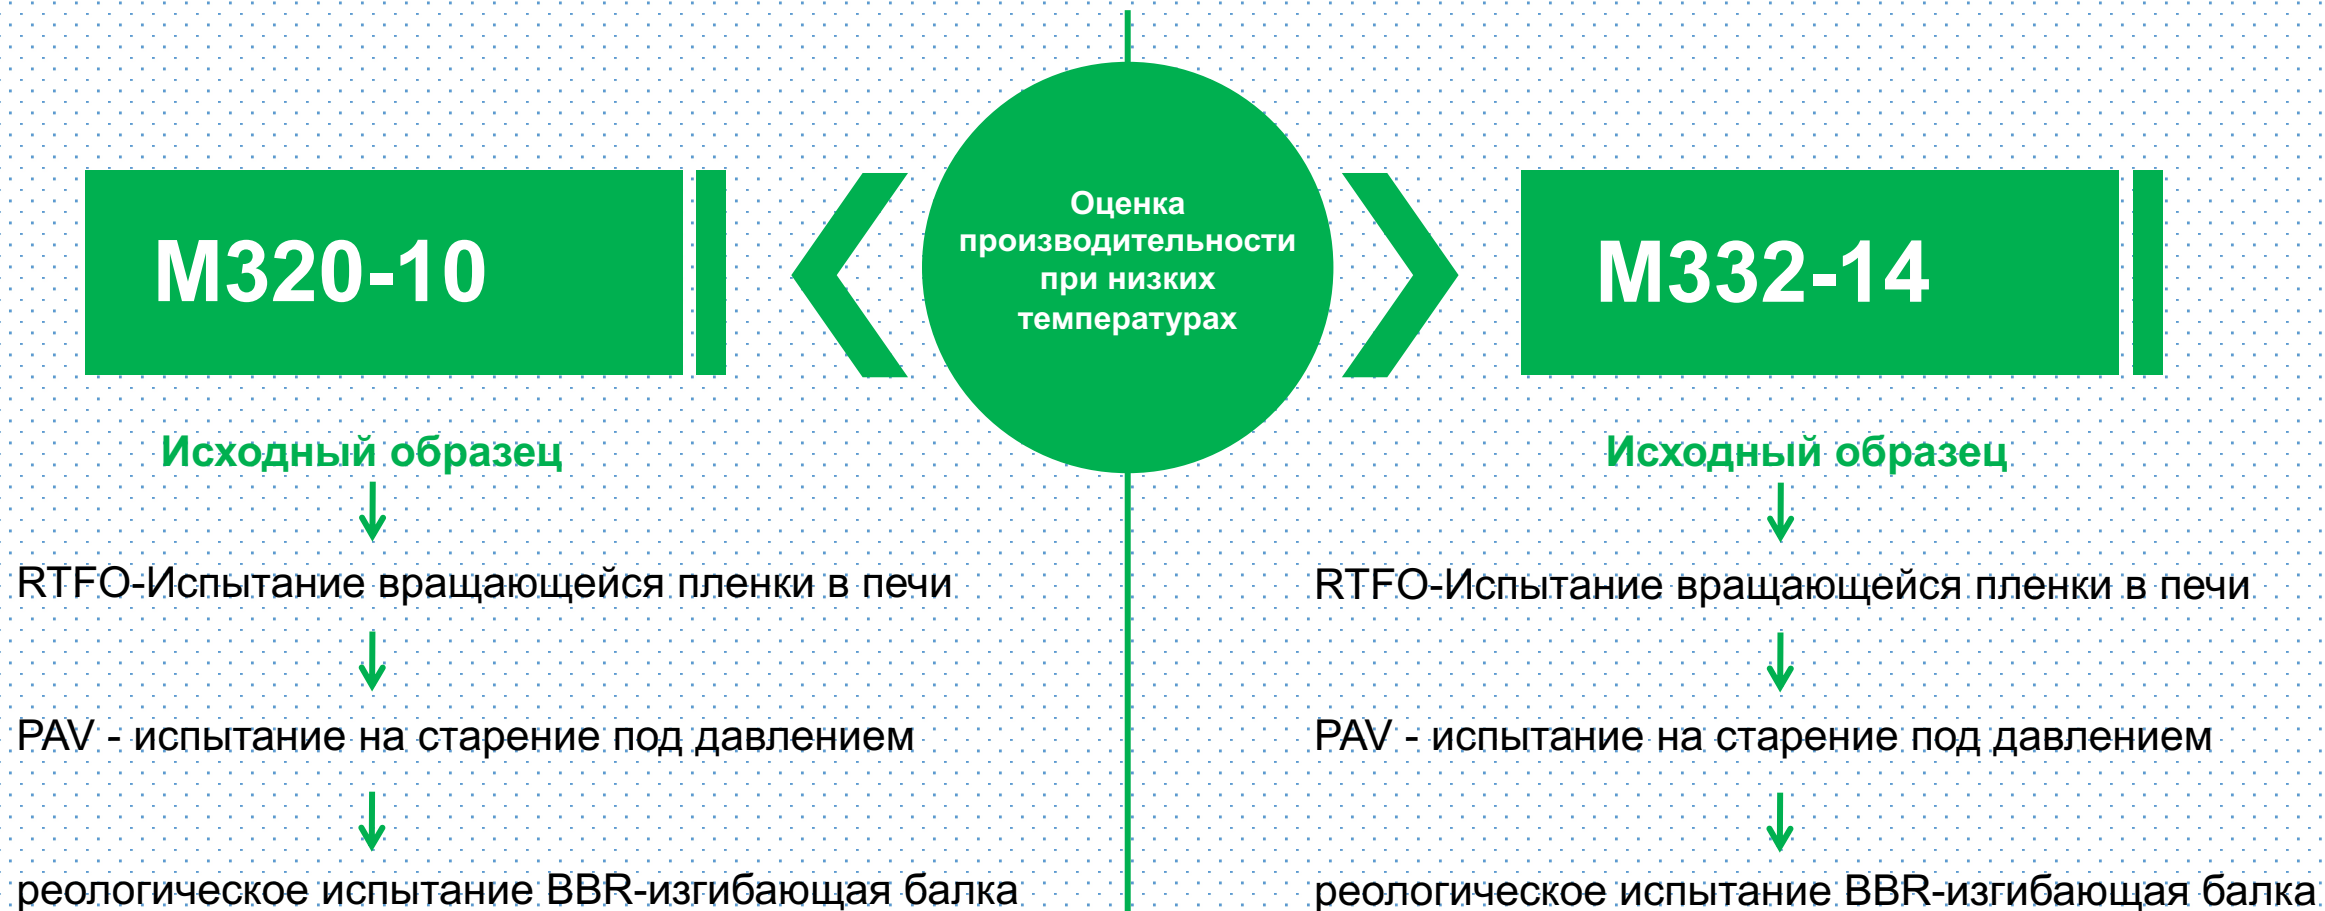 Оценка
производительности
при низких
температурах
M320-10
Исходный образец
RTFO-Испытание вращающейся пленки в печи
PAV - испытание на старение под давлением
реологическое испытание BBR-изгибающая балка
M332-14
Исходный образец
RTFO-Испытание вращающейся пленки в печи
PAV - испытание на старение под давлением
реологическое испытание BBR-изгибающая балка